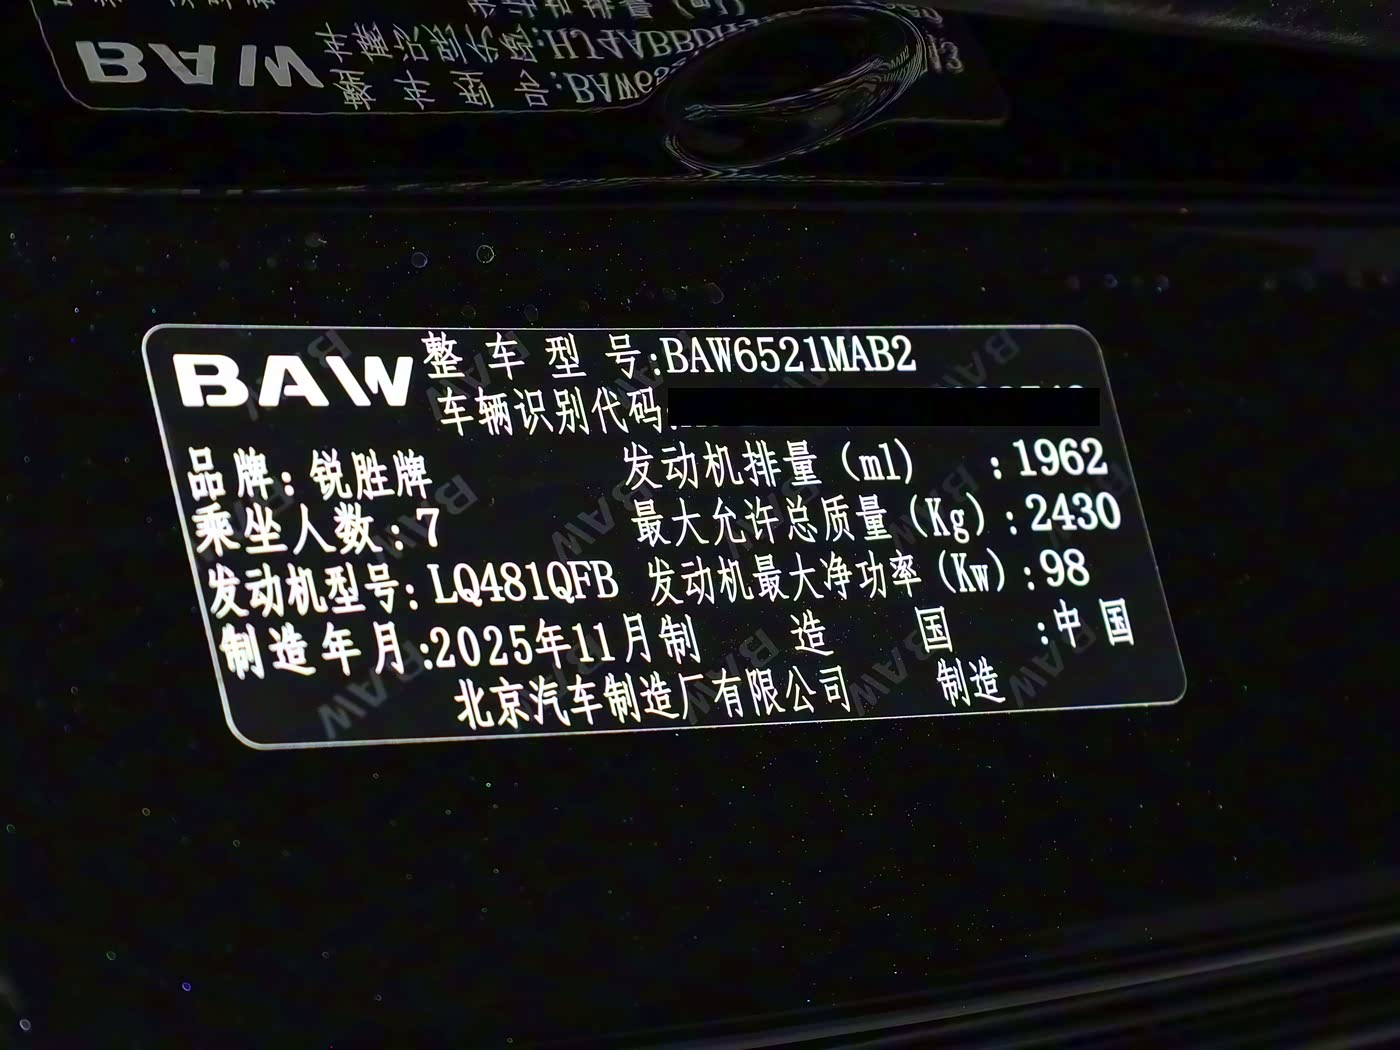 BAW
整车型号:BAW6521MAB2
车辆识别代码:
品牌:锐胜牌 发动机排量(ml):1962
乘坐人数:7 最大允许总质量(Kg):2430
发动机型号:LQ481QFB 发动机最大净功率(Kw):98
制造年月:2025年11月制 造国:中国
北京汽车制造厂有限公司 制造